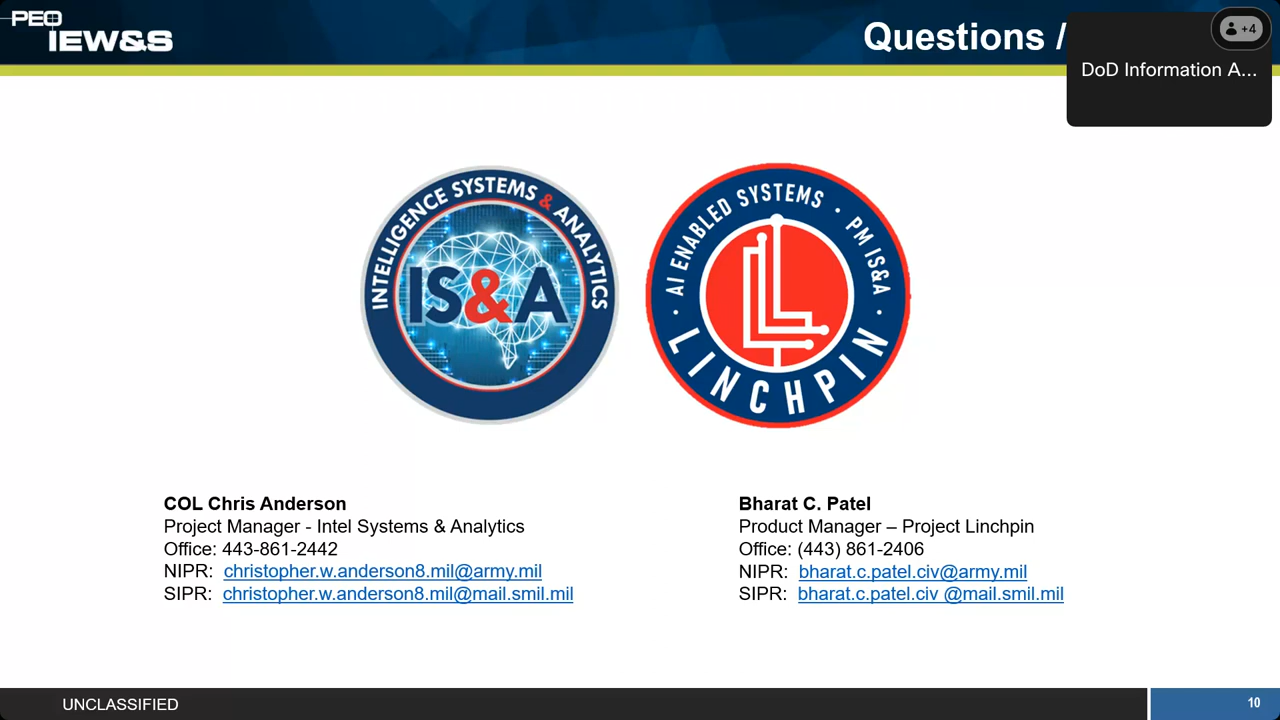 PEO
IEW&S
Questions /
+4
DoD Information A...
INTELLIGENCE SYSTEMS & ANALYTICS
IS&A
· AI ENABLED SYSTEMS · PM IS&A ·
LINCHPIN
COL Chris Anderson
Project Manager - Intel Systems & Analytics
Office: 443-861-2442
NIPR: christopher.w.anderson8.mil@army.mil
SIPR: christopher.w.anderson8.mil@mail.smil.mil
Bharat C. Patel
Product Manager – Project Linchpin
Office: (443) 861-2406
NIPR: bharat.c.patel.civ@army.mil
SIPR: bharat.c.patel.civ @mail.smil.mil
UNCLASSIFIED
10